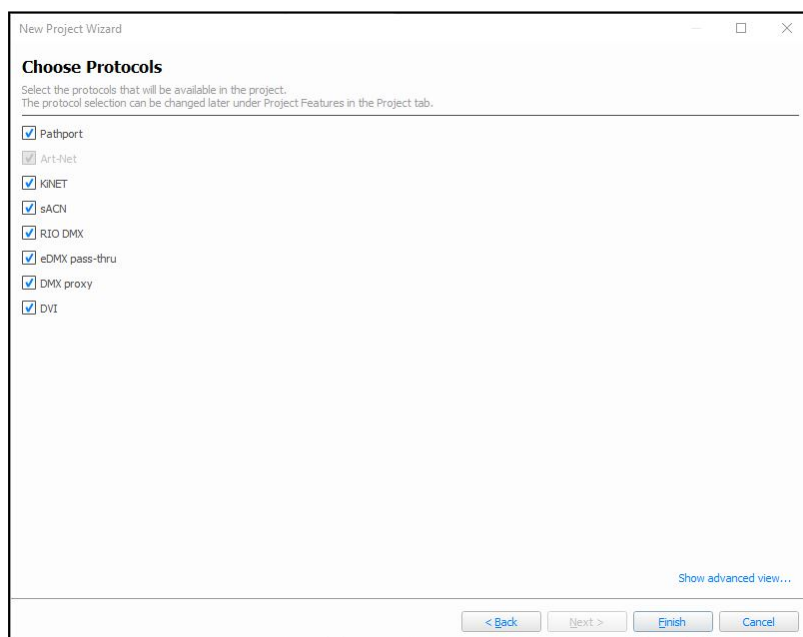 New Project Wizard
Choose Protocols
Select the protocols that will be available in the project.
The protocol selection can be changed later under Project Features in the Project tab.
Pathport
Art-Net
KiNET
sACN
RIO DMX
eDMX pass-thru
DMX proxy
DVI
Show advanced view...
< Back Next > Finish Cancel